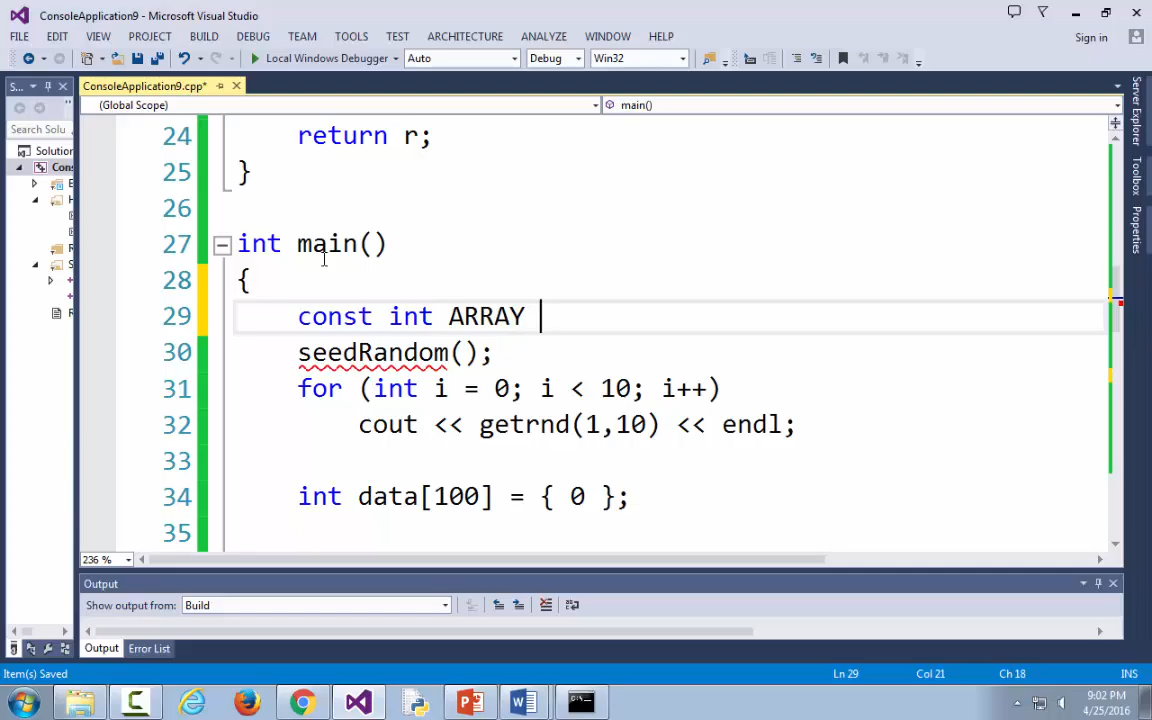 ConsoleApplication9 - Microsoft Visual Studio
FILE EDIT VIEW PROJECT BUILD DEBUG TEAM TOOLS TEST ARCHITECTURE ANALYZE WINDOW HELP
Sign in
Local Windows Debugger Auto Debug Win32
S...
ConsoleApplication9.cpp*
(Global Scope) main()
Search Solu
Solution
Cons
E
H
R
S
R
24 return r;
25 }
26
27 int main()
28 {
29 const int ARRAY
30 seedRandom();
31 for (int i = 0; i < 10; i++)
32 cout << getrnd(1,10) << endl;
33
34 int data[100] = { 0 };
35
236 %
Server Explorer
Toolbox
Properties
Output
Show output from: Build
Output Error List
Item(s) Saved Ln 29 Col 21 Ch 18 INS
9:02 PM
4/25/2016